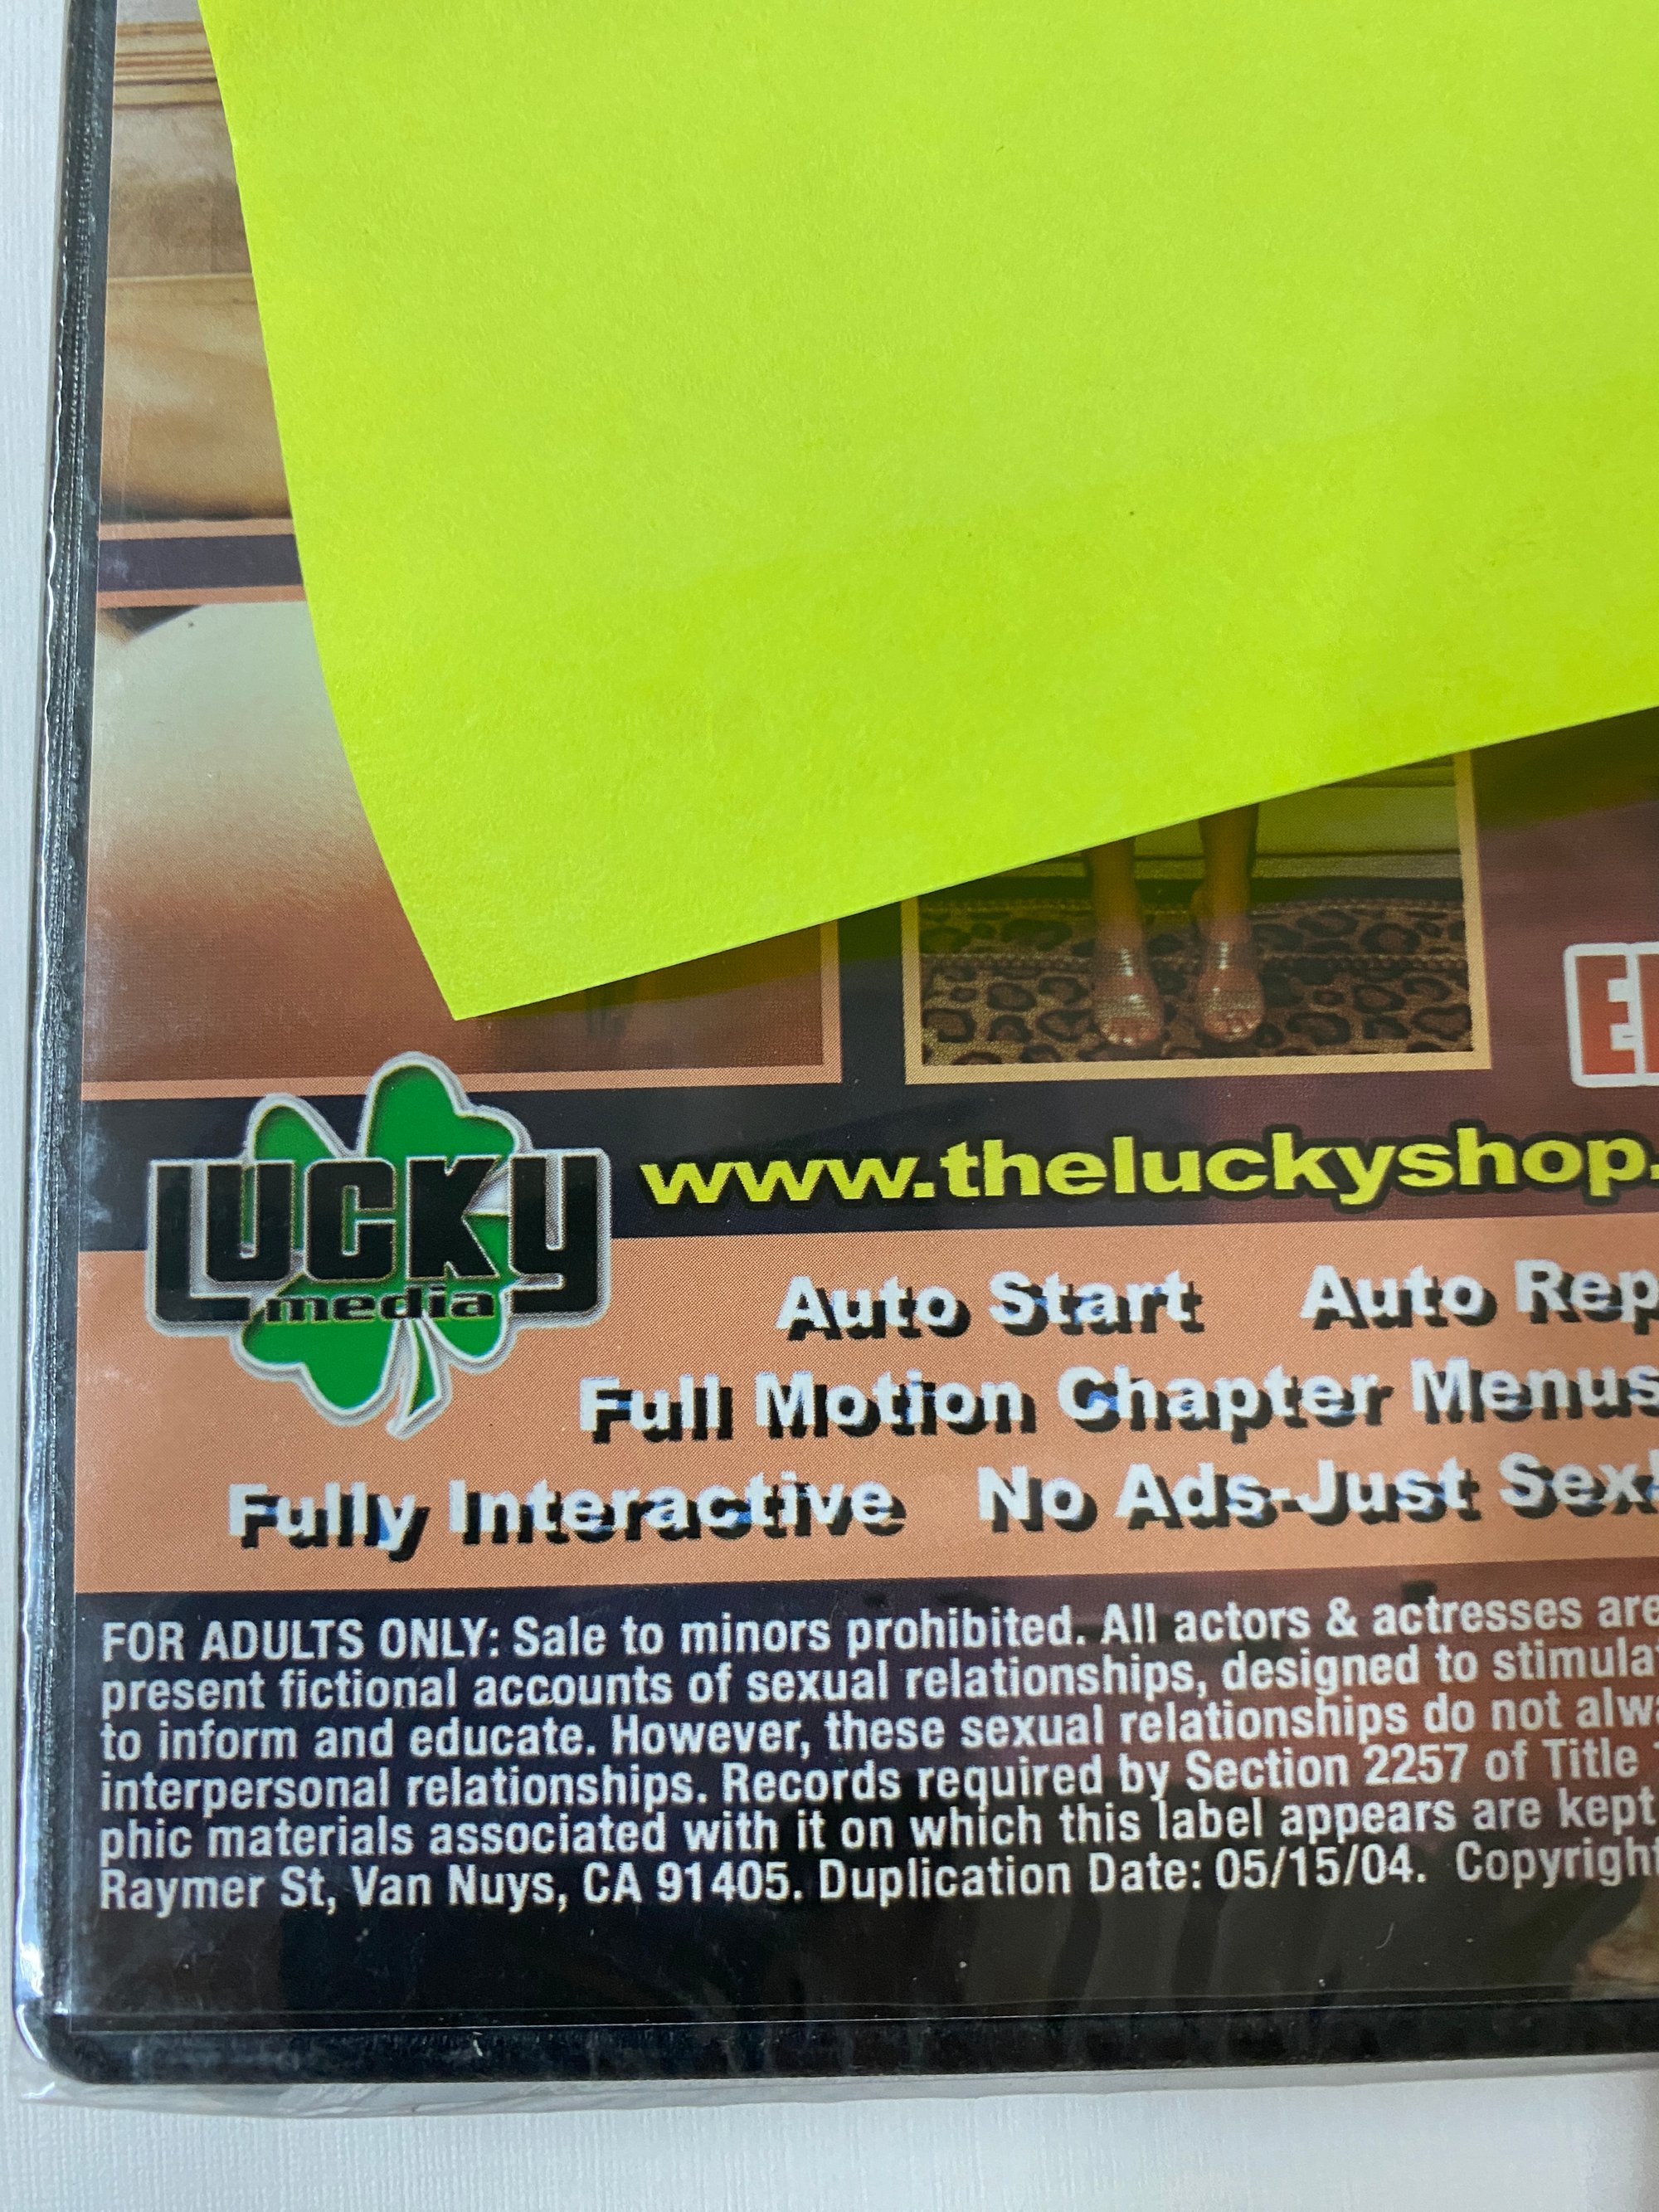 LUCKY
media
www.theluckyshop.
Auto Start Auto Rep
Full Motion Chapter Menus
Fully Interactive No Ads-Just Sex!
FOR ADULTS ONLY: Sale to minors prohibited. All actors & actresses are
present fictional accounts of sexual relationships, designed to stimula
to inform and educate. However, these sexual relationships do not alwa
interpersonal relationships. Records required by Section 2257 of Title
phic materials associated with it on which this label appears are kept
Raymer St, Van Nuys, CA 91405. Duplication Date: 05/15/04. Copyright